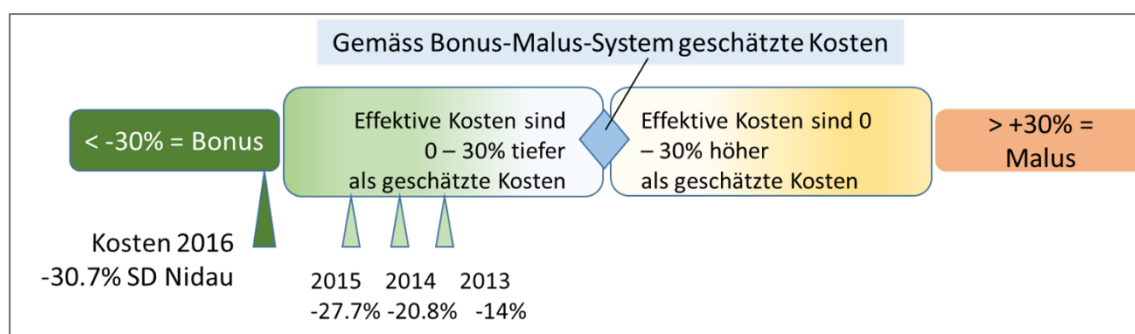 Gemäss Bonus-Malus-System geschätzte Kosten
< -30% = Bonus
Effektive Kosten sind
0 – 30% tiefer
als geschätzte Kosten
Effektive Kosten sind 0
– 30% höher
als geschätzte Kosten
> +30% =
Malus
Kosten 2016
-30.7% SD Nidau
2015 2014 2013
-27.7% -20.8% -14%